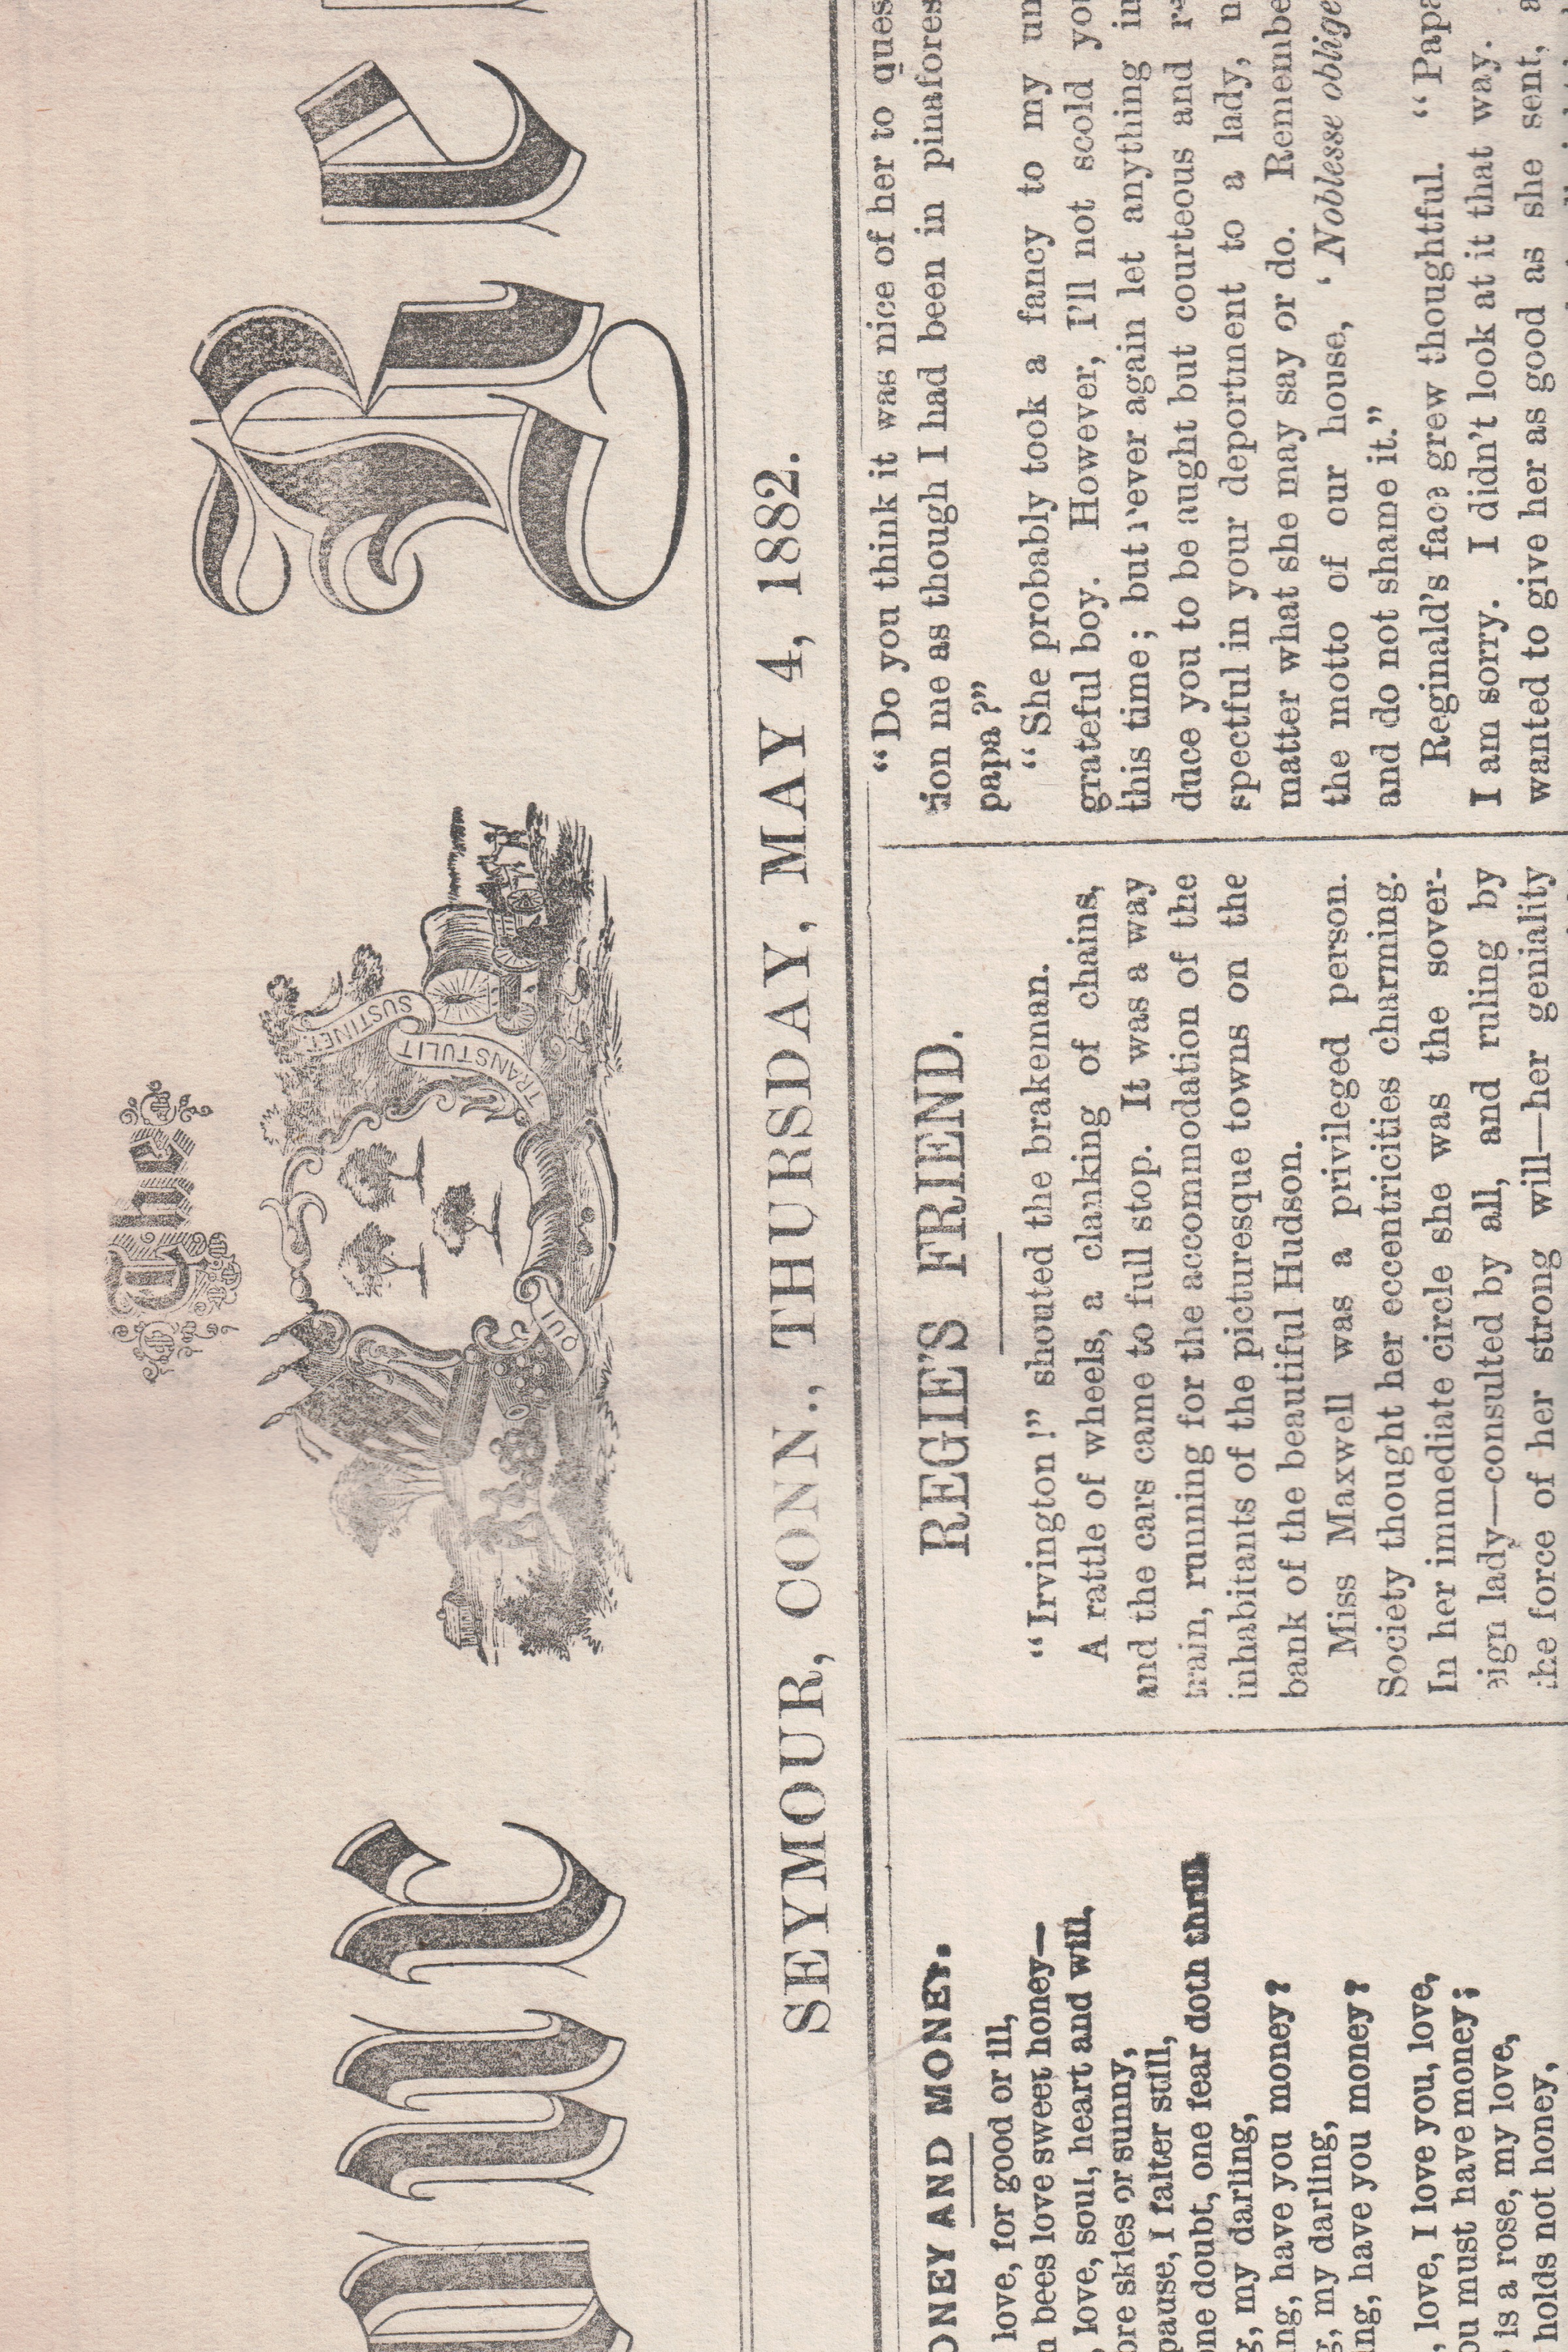 The
our Re
QUI
TRANSTULIT
SUSTINET
SEYMOUR, CONN., THURSDAY, MAY 4, 1882.
ONEY AND MONEY.
love, for good or ill,
bees love sweet honey—
love, soul, heart and will,
ore skies or sunny,
pause, I falter still,
one doubt, one fear doth thrill
g, my darling,
ng, have you money?
g, my darling,
ng, have you money?
love, I love you, love,
ou must have money;
is a rose, my love,
holds not honey,
REGIE'S FRIEND.
“Irvington!” shouted the brakeman.
A rattle of wheels, a clanking of chains,
and the cars came to full stop. It was a way
train, running for the accommodation of the
inhabitants of the picturesque towns on the
bank of the beautiful Hudson.
Miss Maxwell was a privileged person.
Society thought her eccentricities charming.
In her immediate circle she was the sover-
eign lady—consulted by all, and ruling by
the force of her strong will—her geniality
“Do you think it was nice of her to ques
tion me as though I had been in pinafores
papa?”
“She probably took a fancy to my un
grateful boy. However, I'll not scold you
this time; but never again let anything in
duce you to be aught but courteous and re
spectful in your deportment to a lady, n
matter what she may say or do. Remembe
the motto of our house, ‘Noblesse oblige
and do not shame it.”
Reginald's face grew thoughtful. “Papa
I am sorry. I didn't look at it that way.
wanted to give her as good as she sent, a